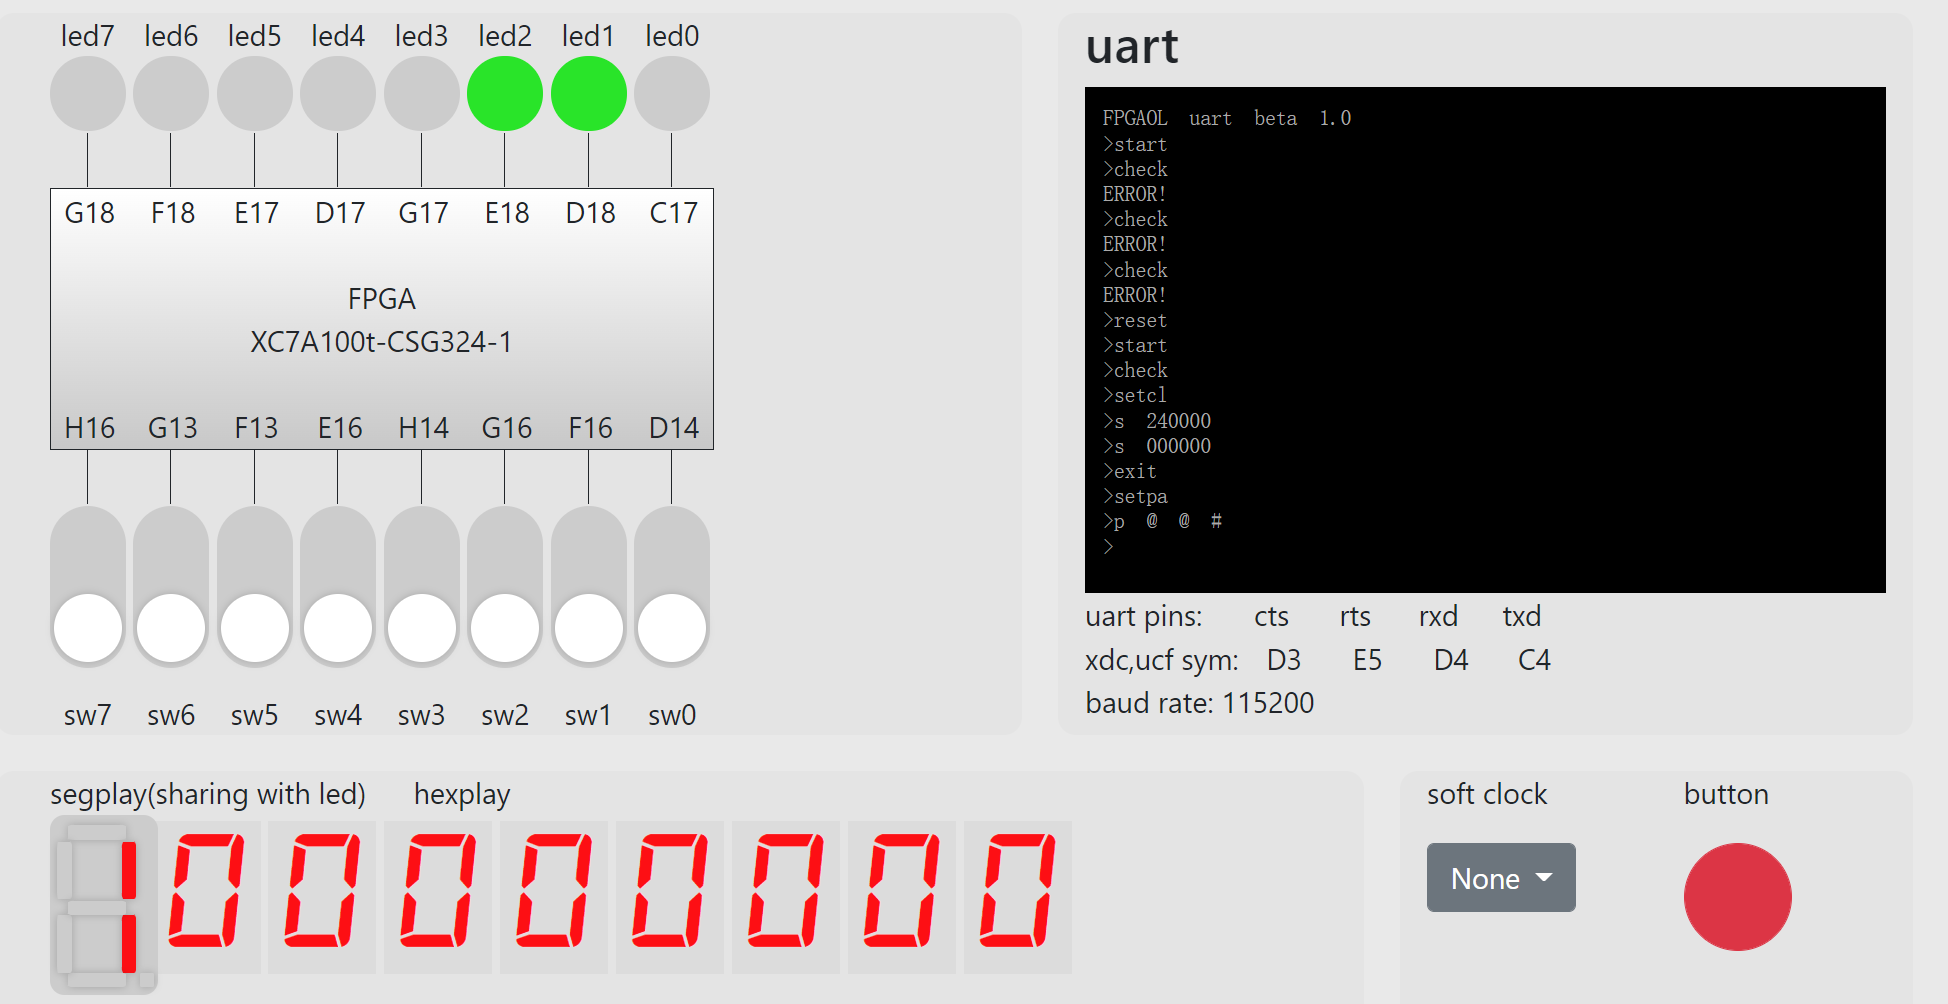 led7 led6 led5 led4 led3 led2 led1 led0
G18 F18 E17 D17 G17 E18 D18 C17
FPGA
XC7A100t-CSG324-1
H16 G13 F13 E16 H14 G16 F16 D14
sw7 sw6 sw5 sw4 sw3 sw2 sw1 sw0
uart
FPGAOL uart beta 1.0
>start
>check
ERROR!
>check
ERROR!
>check
ERROR!
>reset
>start
>check
>setcl
>s 240000
>s 000000
>exit
>setpa
>p @ @ #
>
uart pins: cts rts rxd txd
xdc,ucf sym: D3 E5 D4 C4
baud rate: 115200
segplay(sharing with led) hexplay
1 0 0 0 0 0 0 0 0
soft clock button
None